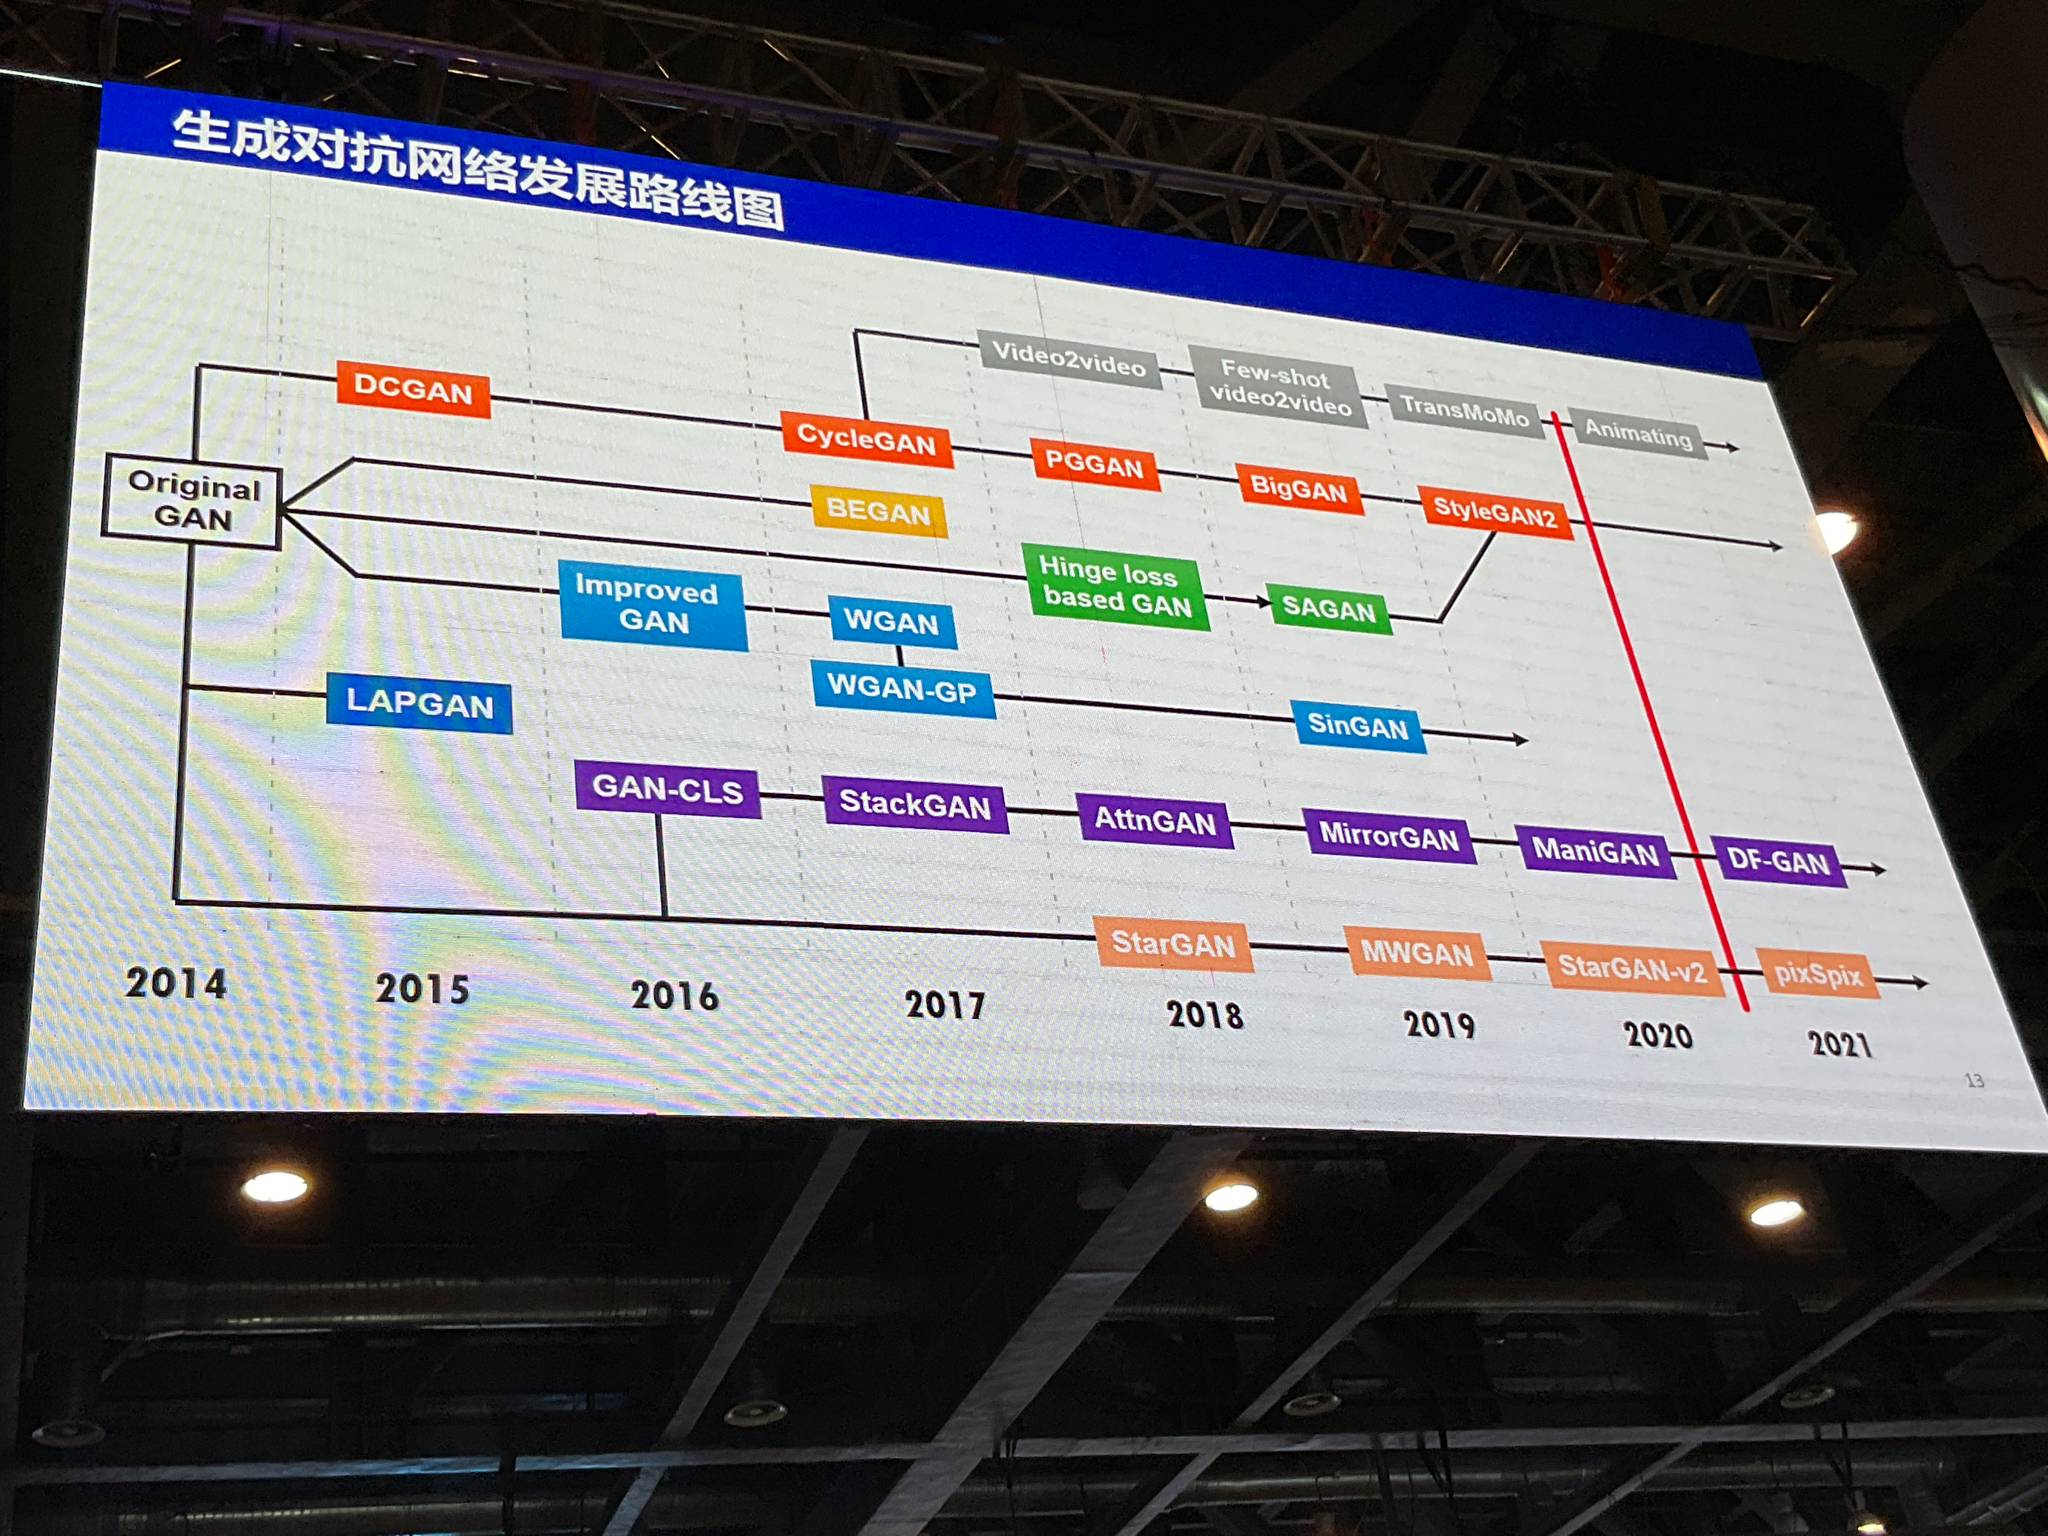 生成对抗网络发展路线图
Video2video
Few-shot
video2video
TransMoMo
Animating
DCGAN
CycleGAN
PGGAN
BigGAN
StyleGAN2
Original
GAN
BEGAN
Hinge loss
based GAN
SAGAN
Improved
GAN
WGAN
WGAN-GP
SinGAN
LAPGAN
GAN-CLS
StackGAN
AttnGAN
MirrorGAN
ManiGAN
DF-GAN
StarGAN
MWGAN
StarGAN-v2
pixSpix
2014
2015
2016
2017
2018
2019
2020
2021
13